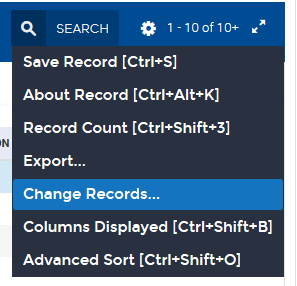 SEARCH 1 - 10 of 10+
Save Record [Ctrl+S]
About Record [Ctrl+Alt+K]
Record Count [Ctrl+Shift+3]
ON
Export...
Change Records...
Columns Displayed [Ctrl+Shift+B]
Advanced Sort [Ctrl+Shift+O]